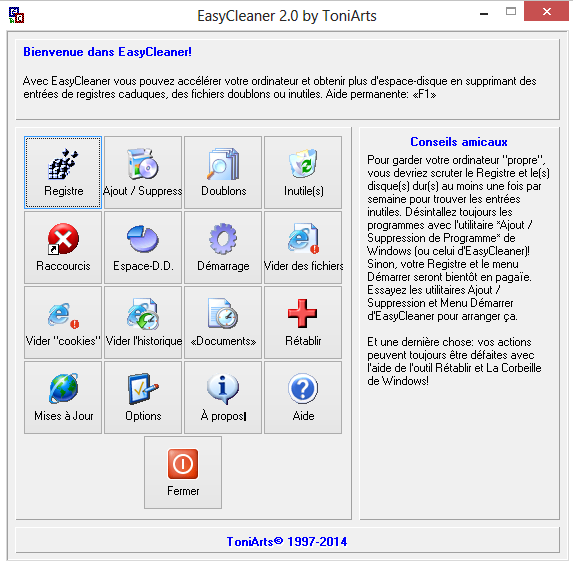 EasyCleaner 2.0 by ToniArts
Bienvenue dans EasyCleaner!
Avec EasyCleaner vous pouvez accélérer votre ordinateur et obtenir plus d'espace-disque en supprimant des
entrées de registres caduques, des fichiers doublons ou inutiles. Aide permanente: «F1»
Registre
Ajout / Suppress
Doublons
Inutile(s)
Raccourcis
Espace-D.D.
Démarrage
Vider des fichiers
Vider "cookies"
Vider l'historique
«Documents»
Rétablir
Mises à Jour
Options
À propos!
Aide
Fermer
Conseils amicaux
Pour garder votre ordinateur "propre",
vous devriez scruter le Registre et le(s)
disque(s) dur(s) au moins une fois par
semaine pour trouver les entrées
inutiles. Désintallez toujours les
programmes avec l'utilitaire *Ajout /
Suppression de Programme* de
Windows (ou celui d'EasyCleaner)!
Sinon, votre Registre et le menu
Démarrer seront bientôt en pagaïe.
Essayez les utilitaires Ajout /
Suppression et Menu Démarrer
d'EasyCleaner pour arranger ça.
Et une dernière chose: vos actions
peuvent toujours être défaites avec
l'aide de l'outil Rétablir et La Corbeille
de Windows!
ToniArts© 1997-2014